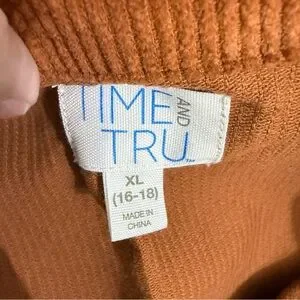 TIME AND
TRU
XL
(16-18)
MADE IN
CHINA